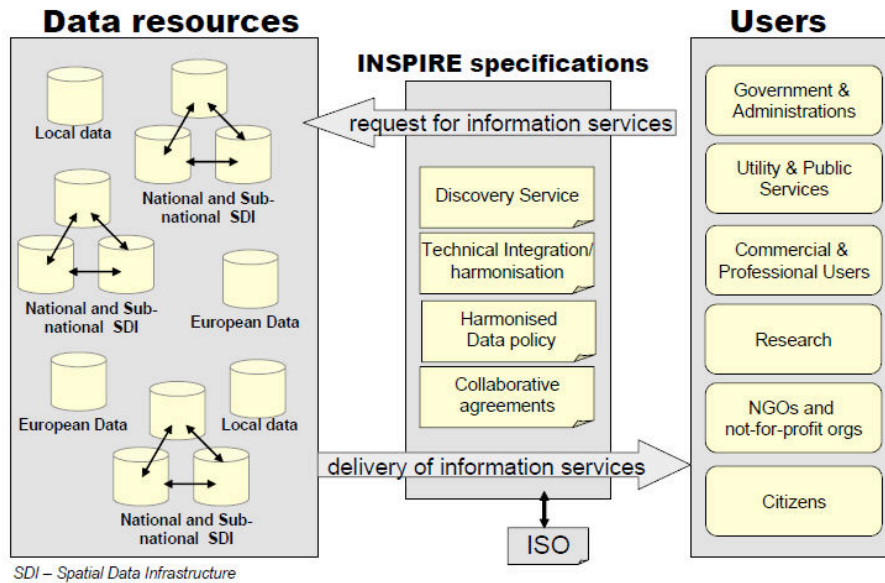 Data resources
Local data
National and Sub-
national SDI
National and Sub-
national SDI
European Data
European Data
Local data
National and Sub-
national SDI
SDI – Spatial Data Infrastructure
INSPIRE specifications
request for information services
Discovery Service
Technical Integration/
harmonisation
Harmonised
Data policy
Collaborative
agreements
delivery of information services
ISO
Users
Government &
Administrations
Utility & Public
Services
Commercial &
Professional Users
Research
NGOs and
not-for-profit orgs
Citizens